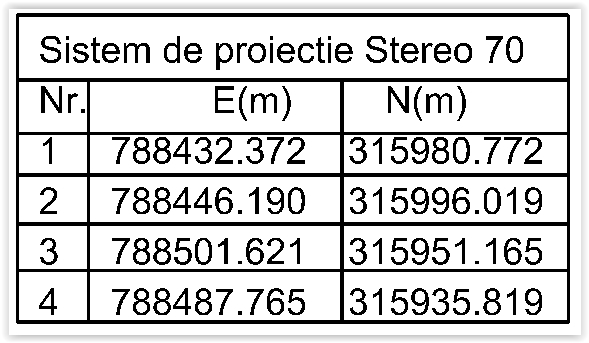 Sistem de proiectie Stereo 70
Nr. E(m) N(m)
1 788432.372 315980.772
2 788446.190 315996.019
3 788501.621 315951.165
4 788487.765 315935.819